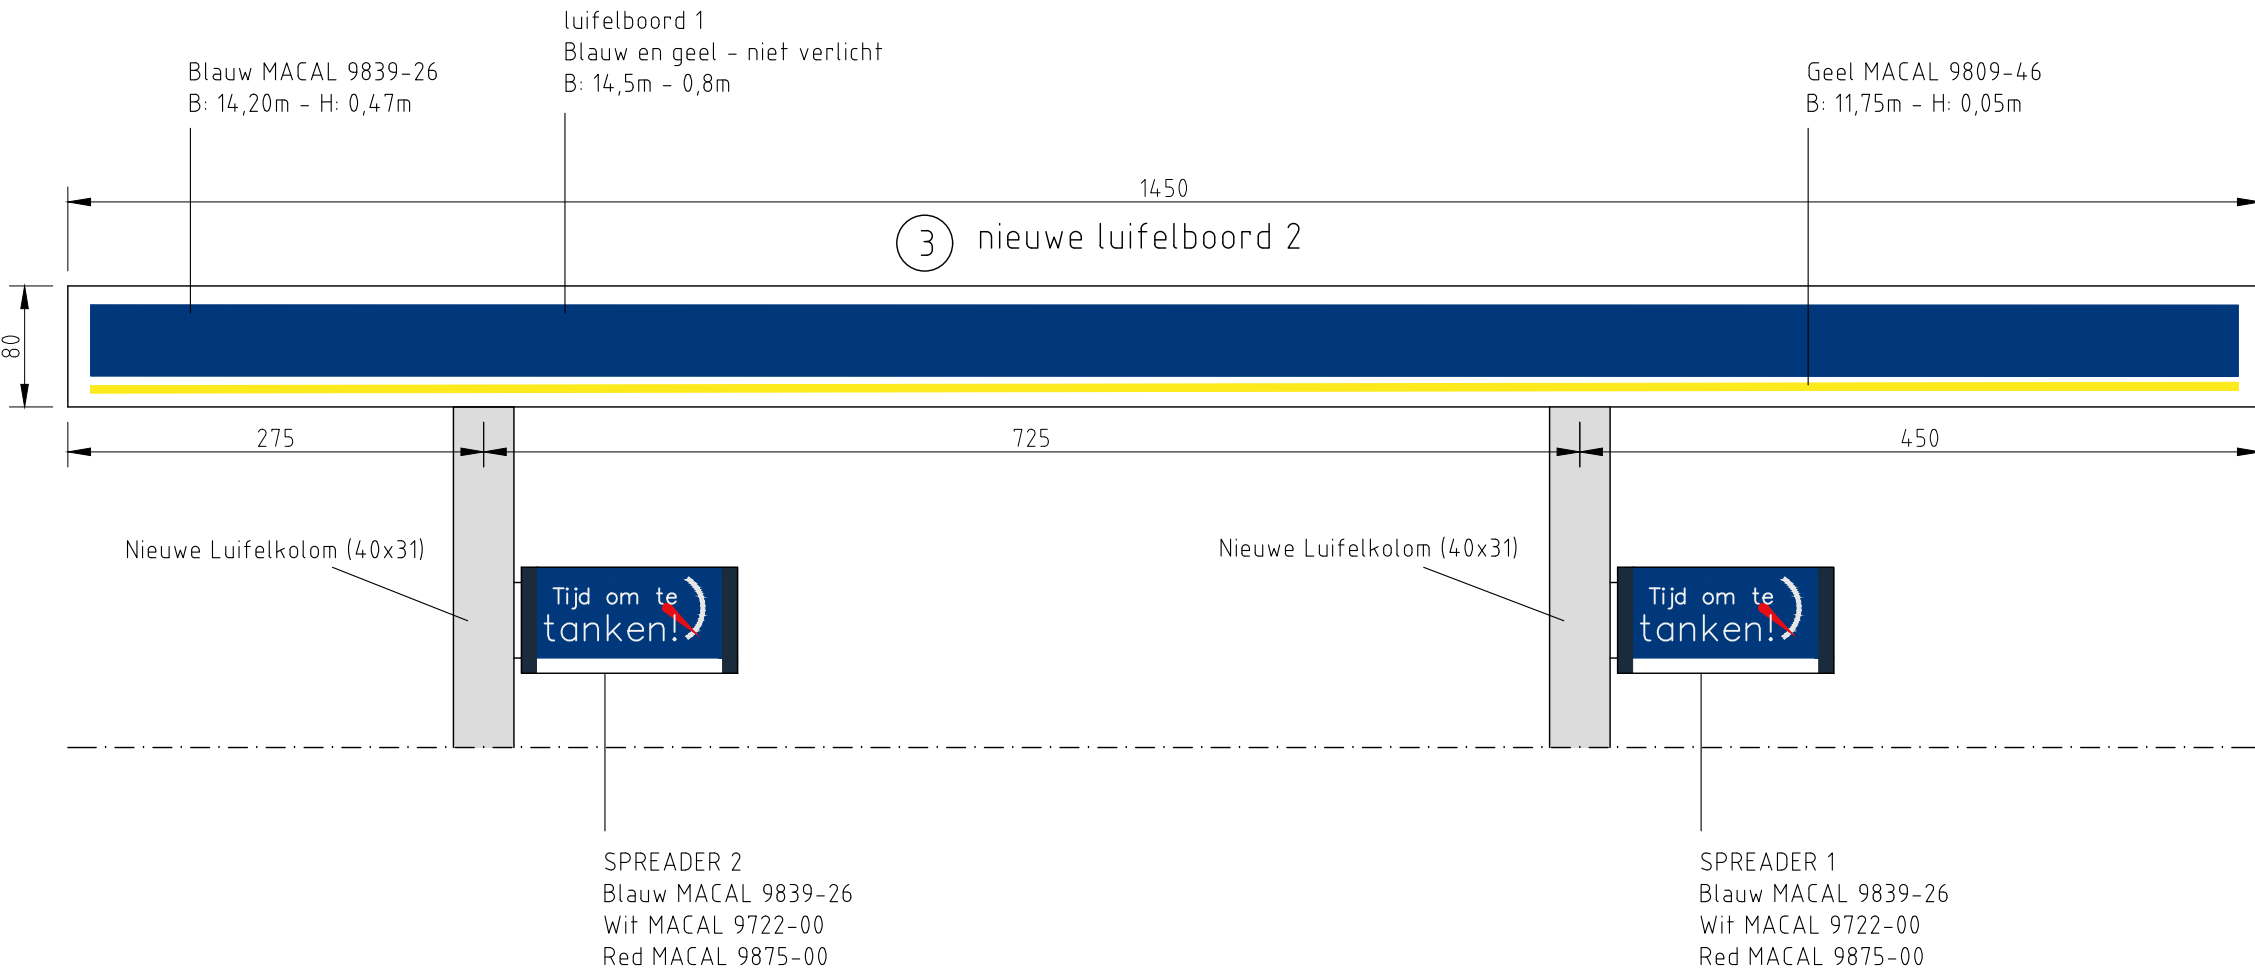 luifelboord 1
Blauw en geel - niet verlicht
B: 14,5m - 0,8m
Blauw MACAL 9839-26
B: 14,20m - H: 0,47m
Geel MACAL 9809-46
B: 11,75m - H: 0,05m
1450
3 nieuwe luifelboord 2
80
275
725
450
Nieuwe Luifelkolom (40x31)
Nieuwe Luifelkolom (40x31)
Tijd om te
tanken!
Tijd om te
tanken!
SPREADER 2
Blauw MACAL 9839-26
Wit MACAL 9722-00
Red MACAL 9875-00
SPREADER 1
Blauw MACAL 9839-26
Wit MACAL 9722-00
Red MACAL 9875-00